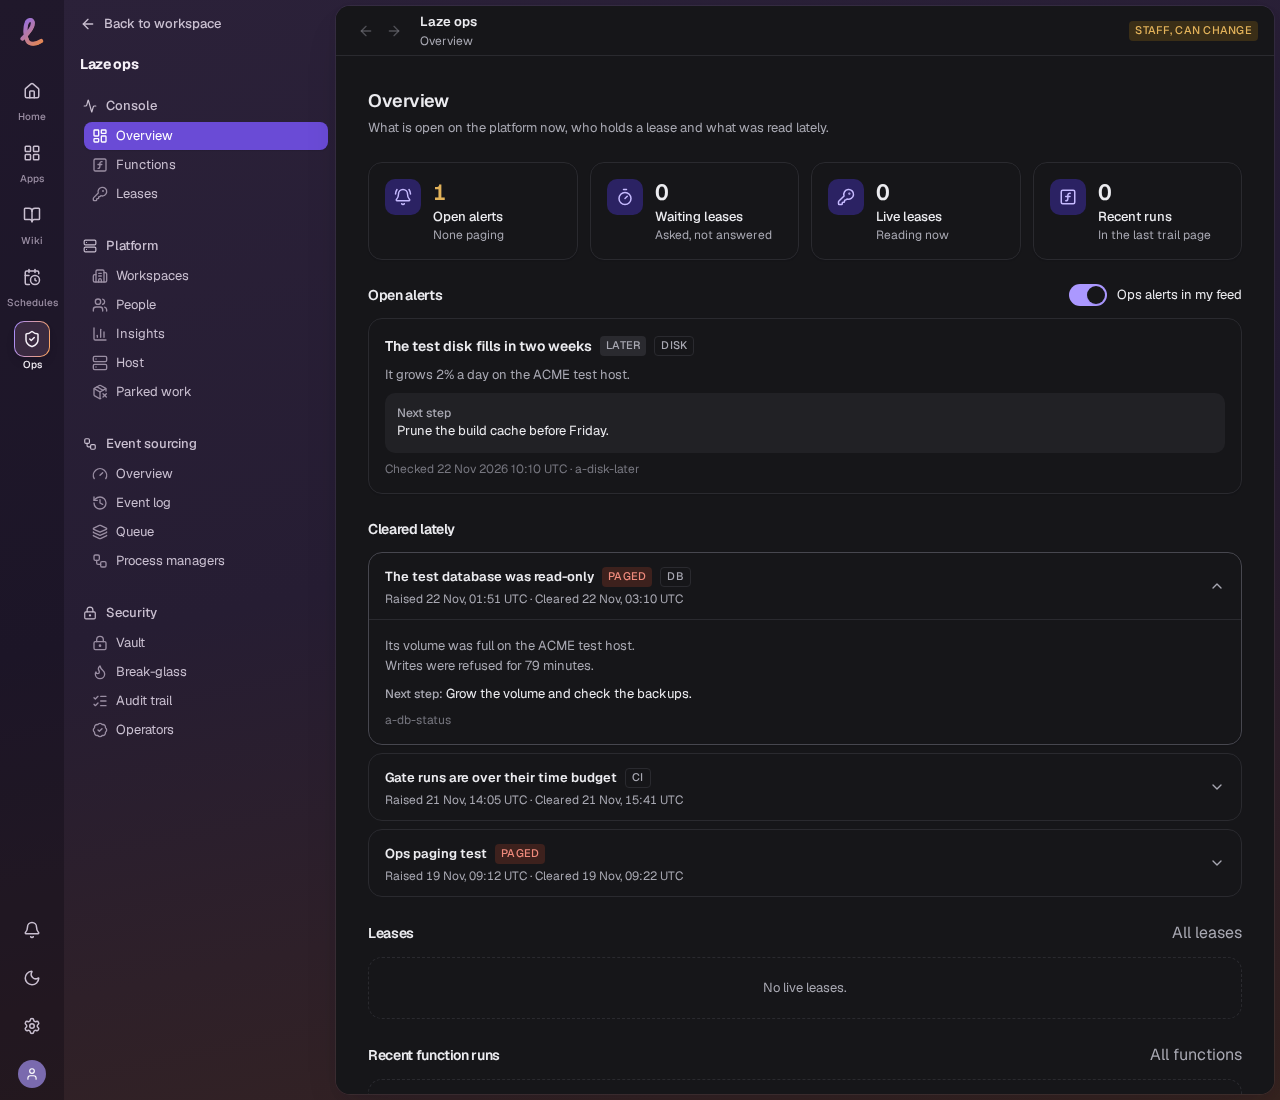 Back to workspace
Laze ops
Console
Overview
Functions
Leases
Platform
Workspaces
People
Insights
Host
Parked work
Event sourcing
Overview
Event log
Queue
Process managers
Security
Vault
Break-glass
Audit trail
Operators
Home
Apps
Wiki
Schedules
Ops
Laze ops
Overview
STAFF, CAN CHANGE
Overview
What is open on the platform now, who holds a lease and what was read lately.
1
Open alerts
None paging
0
Waiting leases
Asked, not answered
0
Live leases
Reading now
0
Recent runs
In the last trail page
Open alerts
Ops alerts in my feed
The test disk fills in two weeks LATER DISK
It grows 2% a day on the ACME test host.
Next step
Prune the build cache before Friday.
Checked 22 Nov 2026 10:10 UTC · a-disk-later
Cleared lately
The test database was read-only PAGED DB
Raised 22 Nov, 01:51 UTC · Cleared 22 Nov, 03:10 UTC
Its volume was full on the ACME test host.
Writes were refused for 79 minutes.
Next step: Grow the volume and check the backups.
a-db-status
Gate runs are over their time budget CI
Raised 21 Nov, 14:05 UTC · Cleared 21 Nov, 15:41 UTC
Ops paging test PAGED
Raised 19 Nov, 09:12 UTC · Cleared 19 Nov, 09:22 UTC
Leases
All leases
No live leases.
Recent function runs
All functions